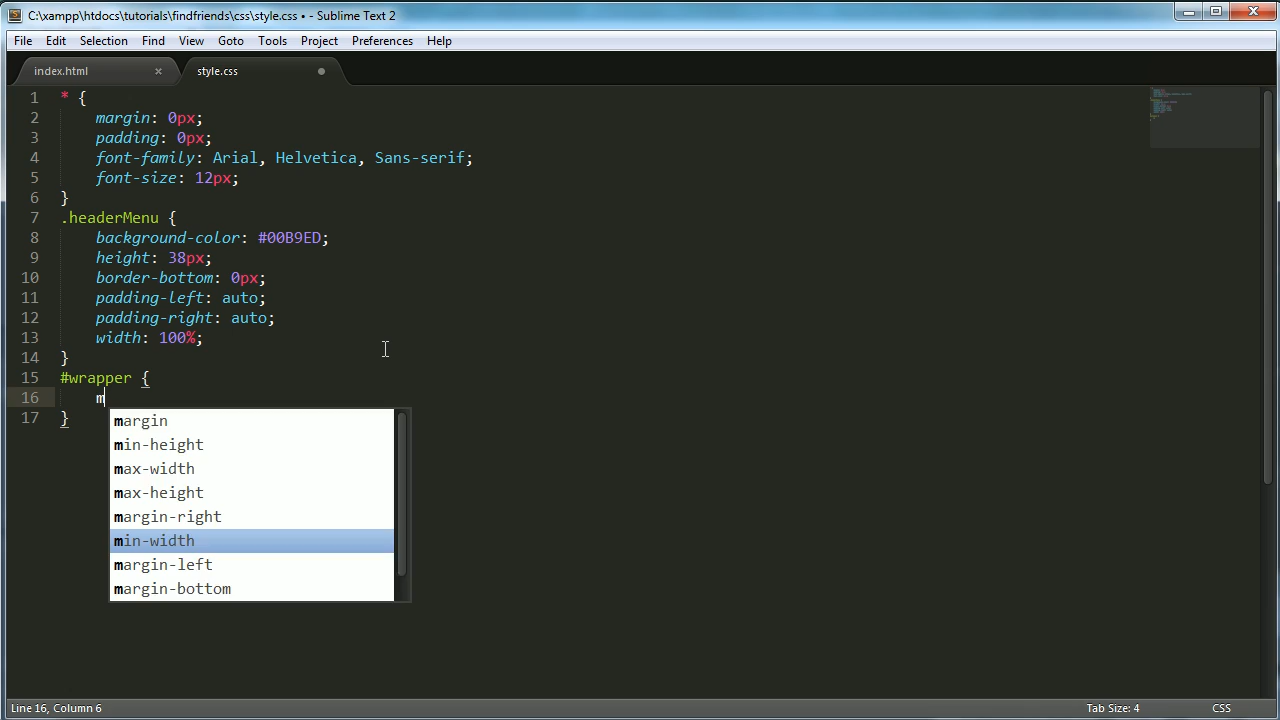 C:\xampp\htdocs\tutorials\findfriends\css\style.css • - Sublime Text 2
File Edit Selection Find View Goto Tools Project Preferences Help
index.html × style.css
1 * {
2 margin: 0px;
3 padding: 0px;
4 font-family: Arial, Helvetica, Sans-serif;
5 font-size: 12px;
6 }
7 .headerMenu {
8 background-color: #00B9ED;
9 height: 38px;
10 border-bottom: 0px;
11 padding-left: auto;
12 padding-right: auto;
13 width: 100%;
14 }
15 #wrapper {
16 m
17 }
margin
min-height
max-width
max-height
margin-right
min-width
margin-left
margin-bottom
Line 16, Column 6 Tab Size: 4 CSS